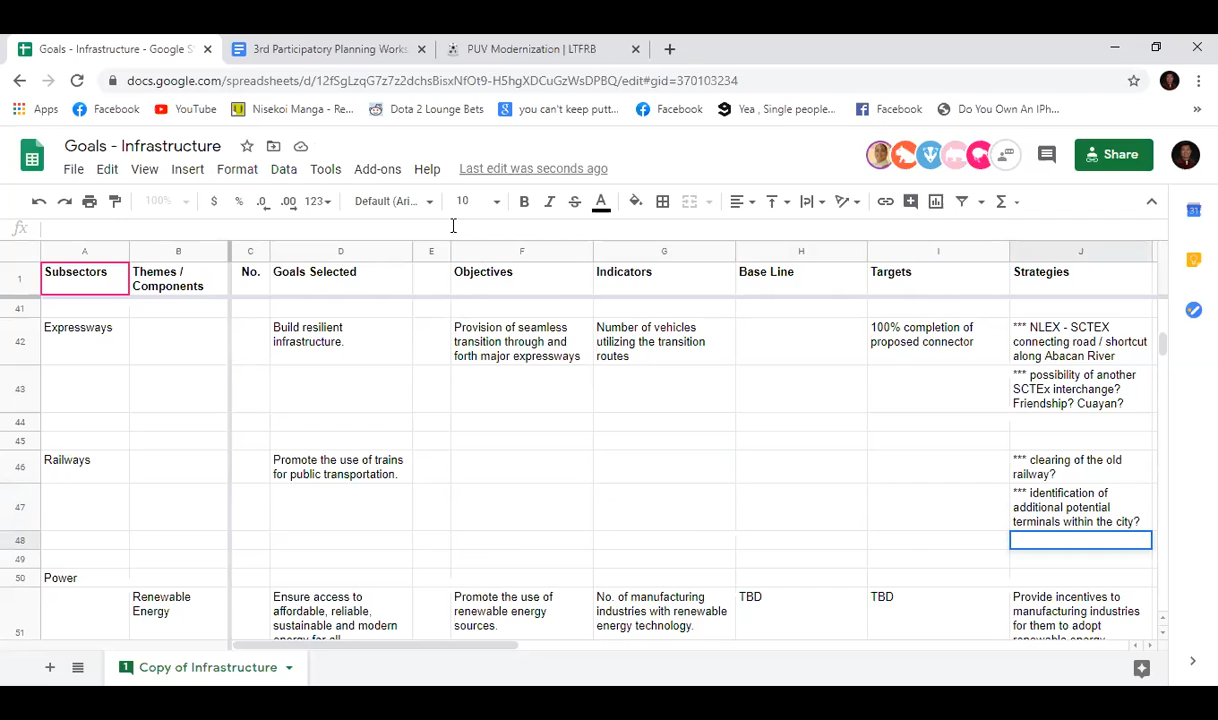 Goals - Infrastructure - Google S
3rd Participatory Planning Works
PUV Modernization | LTFRB
docs.google.com/spreadsheets/d/12fSgLzqG7z7z2dchsBisxNfOt9-H5hgXDCuGzWsDPBQ/edit#gid=370103234
Apps
Facebook
YouTube
Nisekoi Manga - Re...
Dota 2 Lounge Bets
you can't keep putt...
Facebook
Yea , Single people...
Facebook
Do You Own An IPh...
»
Goals - Infrastructure
Share
File Edit View Insert Format Data Tools Add-ons Help
Last edit was seconds ago
100% $ % .0 .00 123 Default (Ari... 10 B I S A Σ
31
fx
A B C D E F G H I J
1
Subsectors
Themes /
Components
No.
Goals Selected
Objectives
Indicators
Base Line
Targets
Strategies
41
42
Expressways
Build resilient
infrastructure.
Provision of seamless
transition through and
forth major expressways
Number of vehicles
utilizing the transition
routes
100% completion of
proposed connector
*** NLEX - SCTEX
connecting road / shortcut
along Abacan River
43
*** possibility of another
SCTEx interchange?
Friendship? Cuayan?
44
45
46
Railways
Promote the use of trains
for public transportation.
*** clearing of the old
railway?
47
*** identification of
additional potential
terminals within the city?
48
49
50
Power
51
Renewable
Energy
Ensure access to
affordable, reliable,
sustainable and modern
energy for all
Promote the use of
renewable energy
sources.
No. of manufacturing
industries with renewable
energy technology.
TBD
TBD
Provide incentives to
manufacturing industries
for them to adopt
renewable energy
1 Copy of Infrastructure